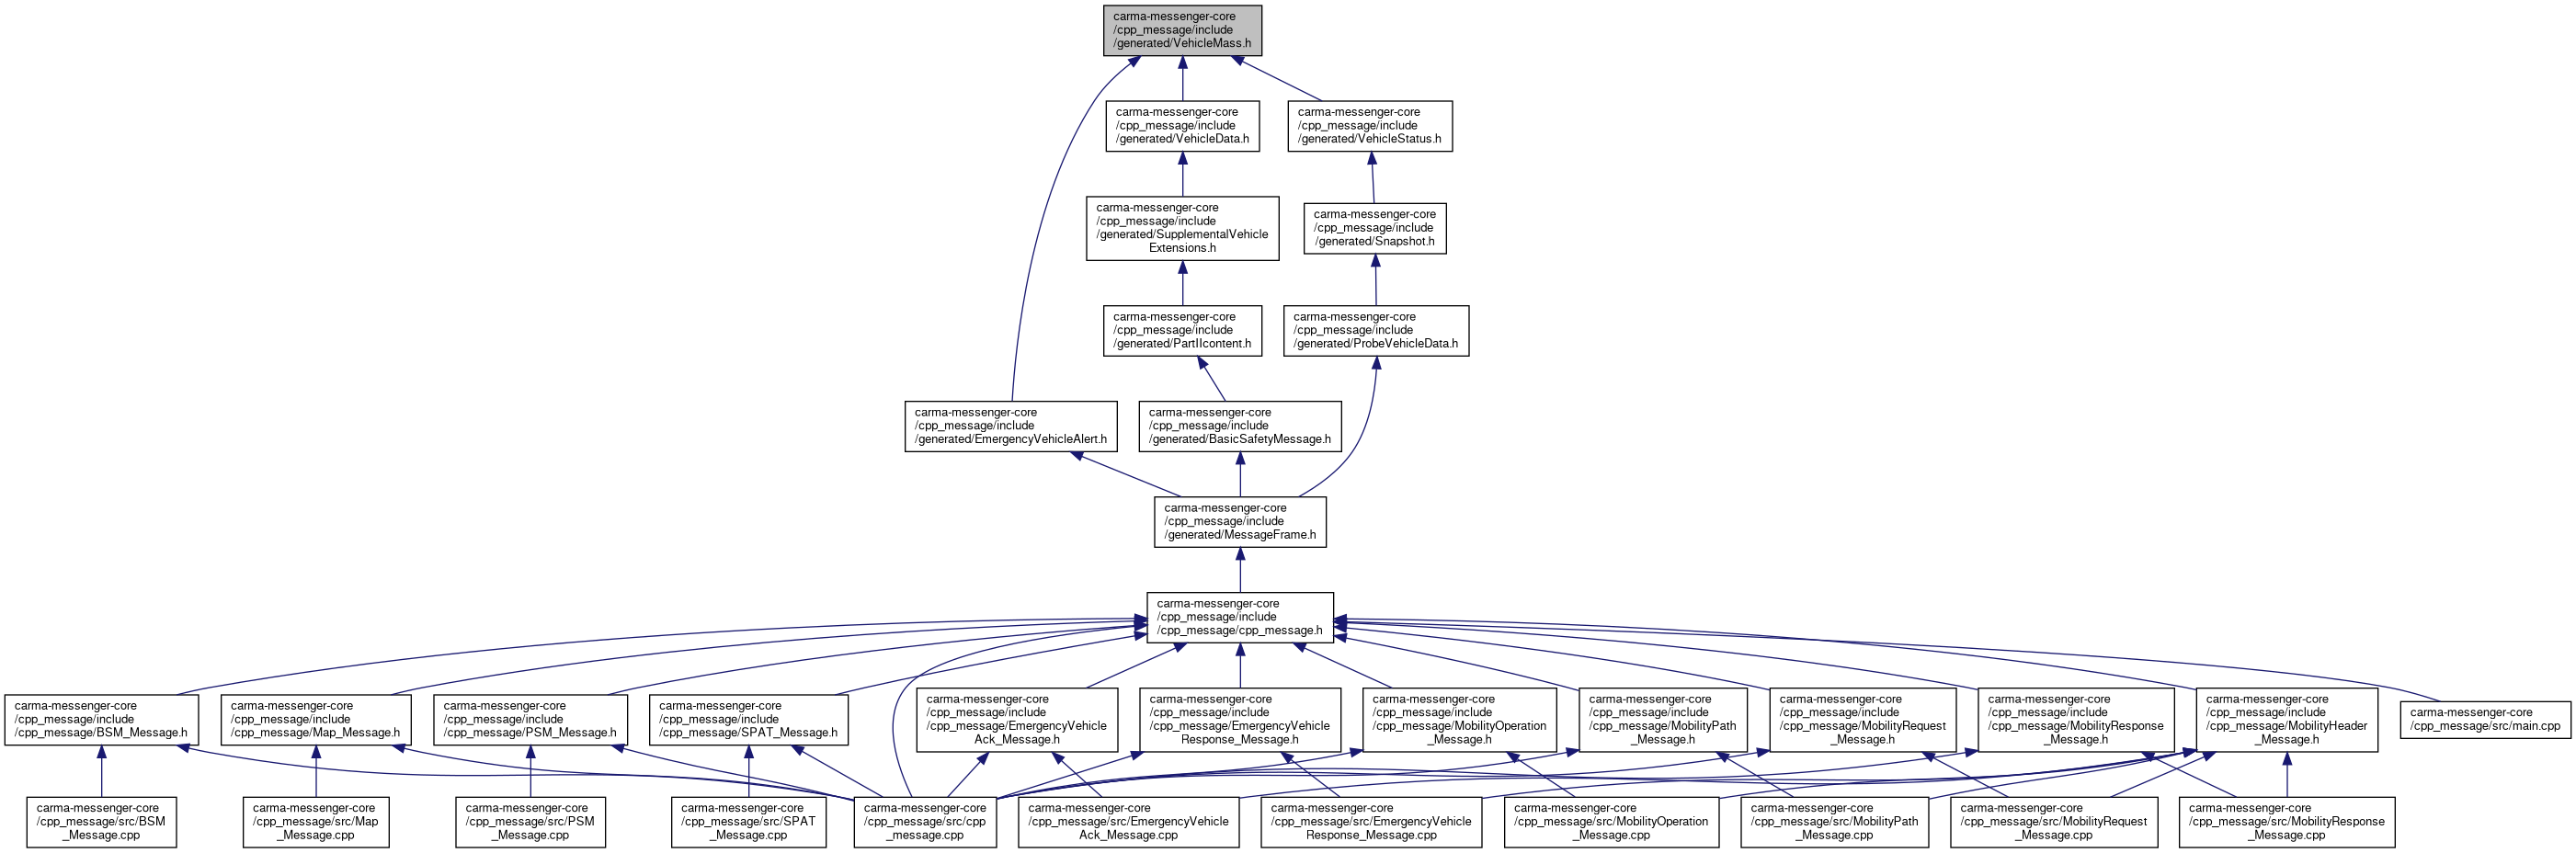 carma-messenger-core
/cpp_message/include
/generated/VehicleMass.h
carma-messenger-core
/cpp_message/include
/generated/VehicleData.h
carma-messenger-core
/cpp_message/include
/generated/VehicleStatus.h
carma-messenger-core
/cpp_message/include
/generated/SupplementalVehicle
Extensions.h
carma-messenger-core
/cpp_message/include
/generated/Snapshot.h
carma-messenger-core
/cpp_message/include
/generated/PartIIcontent.h
carma-messenger-core
/cpp_message/include
/generated/ProbeVehicleData.h
carma-messenger-core
/cpp_message/include
/generated/EmergencyVehicleAlert.h
carma-messenger-core
/cpp_message/include
/generated/BasicSafetyMessage.h
carma-messenger-core
/cpp_message/include
/generated/MessageFrame.h
carma-messenger-core
/cpp_message/include
/cpp_message/cpp_message.h
carma-messenger-core
/cpp_message/include
/cpp_message/BSM_Message.h
carma-messenger-core
/cpp_message/include
/cpp_message/Map_Message.h
carma-messenger-core
/cpp_message/include
/cpp_message/PSM_Message.h
carma-messenger-core
/cpp_message/include
/cpp_message/SPAT_Message.h
carma-messenger-core
/cpp_message/include
/cpp_message/EmergencyVehicle
Ack_Message.h
carma-messenger-core
/cpp_message/include
/cpp_message/EmergencyVehicle
Response_Message.h
carma-messenger-core
/cpp_message/include
/cpp_message/MobilityOperation
_Message.h
carma-messenger-core
/cpp_message/include
/cpp_message/MobilityPath
_Message.h
carma-messenger-core
/cpp_message/include
/cpp_message/MobilityRequest
_Message.h
carma-messenger-core
/cpp_message/include
/cpp_message/MobilityResponse
_Message.h
carma-messenger-core
/cpp_message/include
/cpp_message/MobilityHeader
_Message.h
carma-messenger-core
/cpp_message/src/main.cpp
carma-messenger-core
/cpp_message/src/BSM
_Message.cpp
carma-messenger-core
/cpp_message/src/Map
_Message.cpp
carma-messenger-core
/cpp_message/src/PSM
_Message.cpp
carma-messenger-core
/cpp_message/src/SPAT
_Message.cpp
carma-messenger-core
/cpp_message/src/cpp
_message.cpp
carma-messenger-core
/cpp_message/src/EmergencyVehicle
Ack_Message.cpp
carma-messenger-core
/cpp_message/src/EmergencyVehicle
Response_Message.cpp
carma-messenger-core
/cpp_message/src/MobilityOperation
_Message.cpp
carma-messenger-core
/cpp_message/src/MobilityPath
_Message.cpp
carma-messenger-core
/cpp_message/src/MobilityRequest
_Message.cpp
carma-messenger-core
/cpp_message/src/MobilityResponse
_Message.cpp